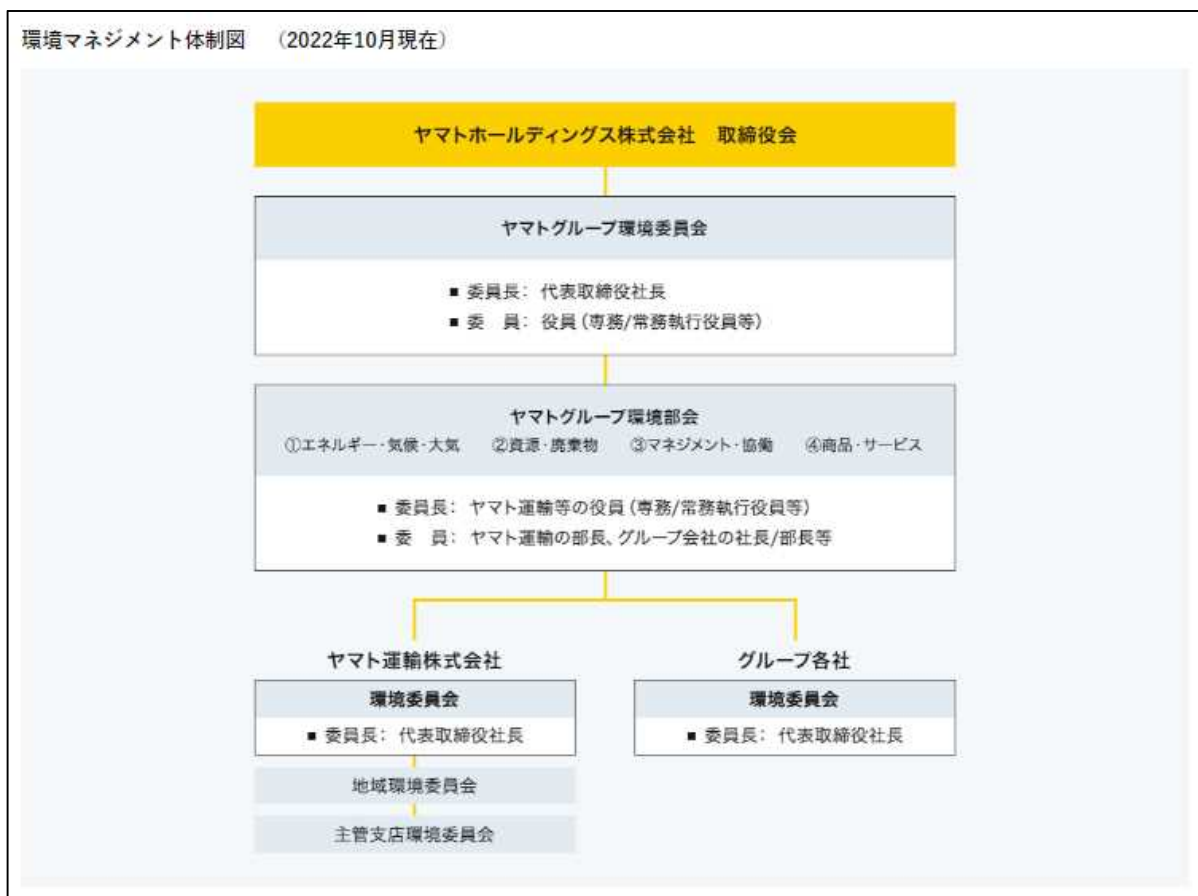 環境マネジメント体制図 （2022年10月現在）
ヤマトホールディングス株式会社 取締役会
ヤマトグループ環境委員会
■ 委員長： 代表取締役社長
■ 委 員： 役員（専務/常務執行役員等）
ヤマトグループ環境部会
①エネルギー・気候・大気 ②資源・廃棄物 ③マネジメント・協働 ④商品・サービス
■ 委員長： ヤマト運輸等の役員（専務/常務執行役員等）
■ 委 員： ヤマト運輸の部長、グループ会社の社長/部長等
ヤマト運輸株式会社
環境委員会
■ 委員長： 代表取締役社長
地域環境委員会
主管支店環境委員会
グループ各社
環境委員会
■ 委員長： 代表取締役社長